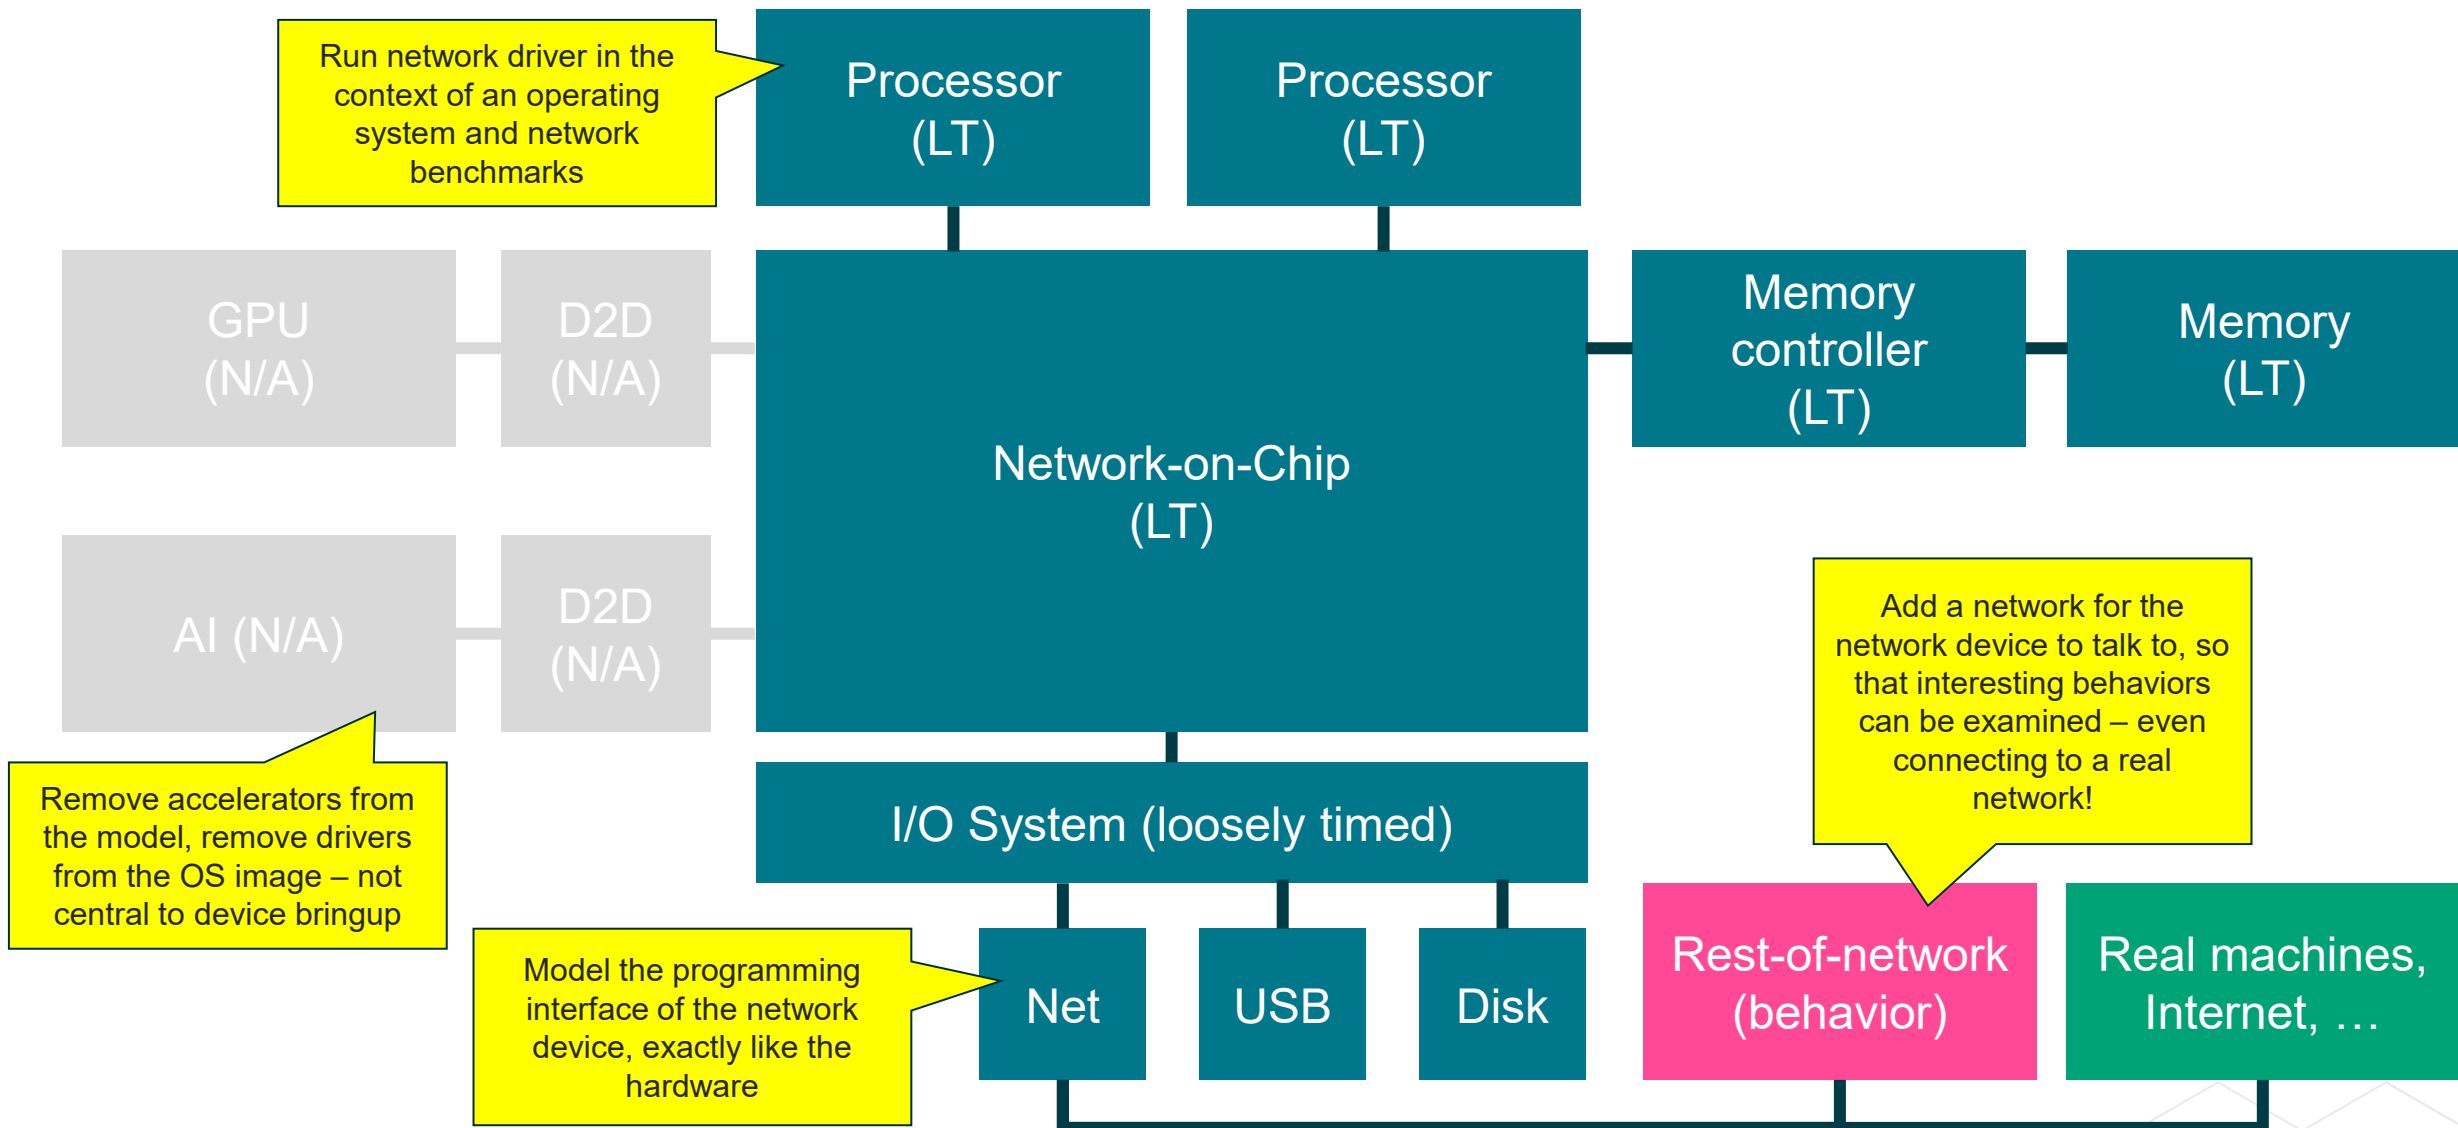 Run network driver in the
context of an operating
system and network
benchmarks
Processor
(LT)
Processor
(LT)
GPU
(N/A)
D2D
(N/A)
Network-on-Chip
(LT)
Memory
controller
(LT)
Memory
(LT)
AI (N/A)
D2D
(N/A)
Add a network for the
network device to talk to, so
that interesting behaviors
can be examined – even
connecting to a real
network!
Remove accelerators from
the model, remove drivers
from the OS image – not
central to device bringup
I/O System (loosely timed)
Model the programming
interface of the network
device, exactly like the
hardware
Net
USB
Disk
Rest-of-network
(behavior)
Real machines,
Internet, …